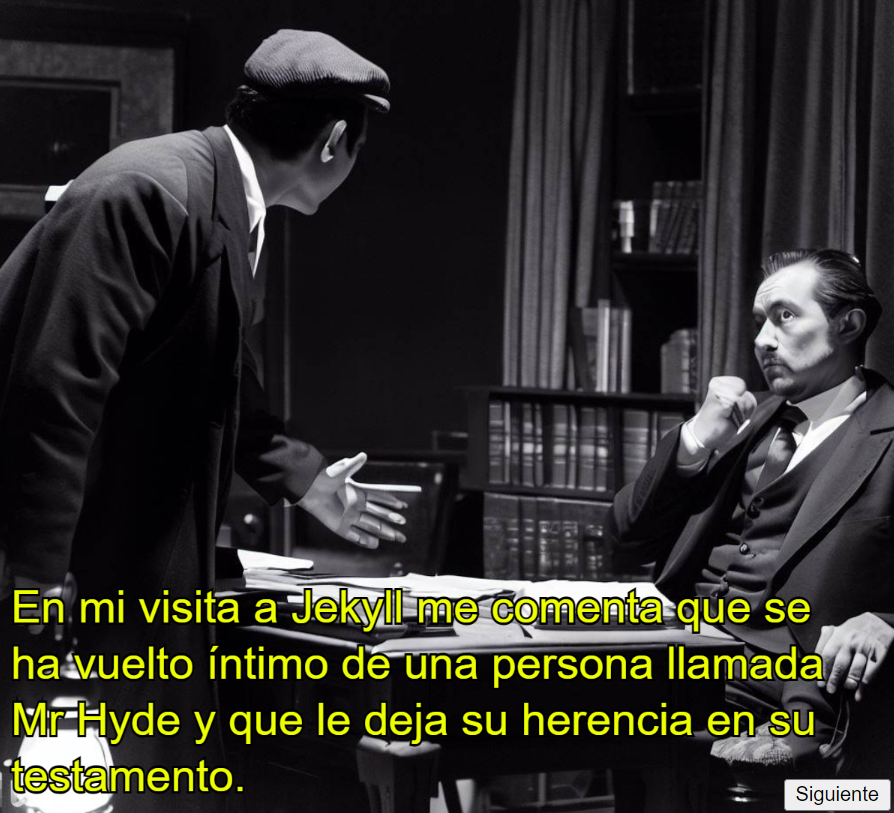 En mi visita a Jekyll me comenta que se
ha vuelto íntimo de una persona llamada
Mr Hyde y que le deja su herencia en su
testamento.
Siguiente